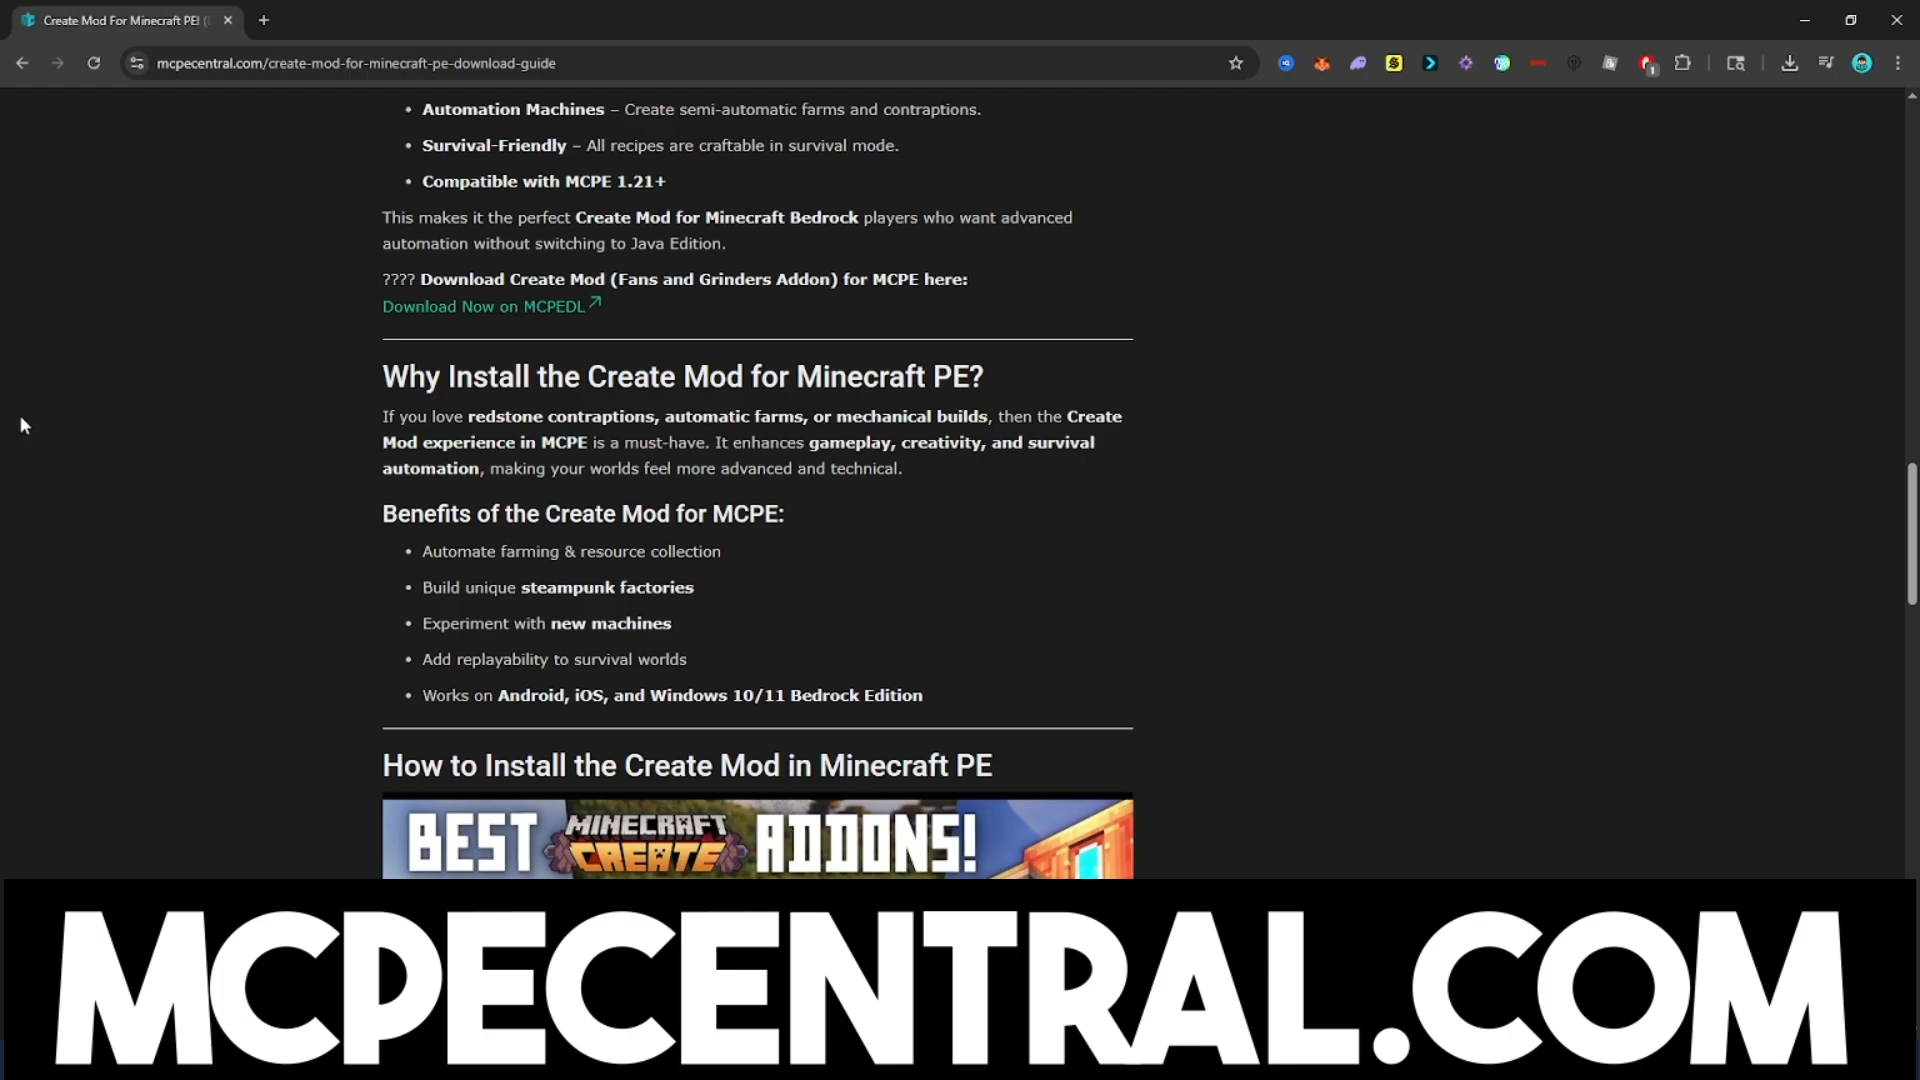 Create Mod For Minecraft PE! (
mcpecentral.com/create-mod-for-minecraft-pe-download-guide
1
• Automation Machines – Create semi-automatic farms and contraptions.
• Survival-Friendly – All recipes are craftable in survival mode.
• Compatible with MCPE 1.21+
This makes it the perfect Create Mod for Minecraft Bedrock players who want advanced
automation without switching to Java Edition.
???? Download Create Mod (Fans and Grinders Addon) for MCPE here:
Download Now on MCPEDL
Why Install the Create Mod for Minecraft PE?
If you love redstone contraptions, automatic farms, or mechanical builds, then the Create
Mod experience in MCPE is a must-have. It enhances gameplay, creativity, and survival
automation, making your worlds feel more advanced and technical.
Benefits of the Create Mod for MCPE:
• Automate farming & resource collection
• Build unique steampunk factories
• Experiment with new machines
• Add replayability to survival worlds
• Works on Android, iOS, and Windows 10/11 Bedrock Edition
How to Install the Create Mod in Minecraft PE
BEST MINECRAFT CREATE ADDONS!
MCPECENTRAL.COM